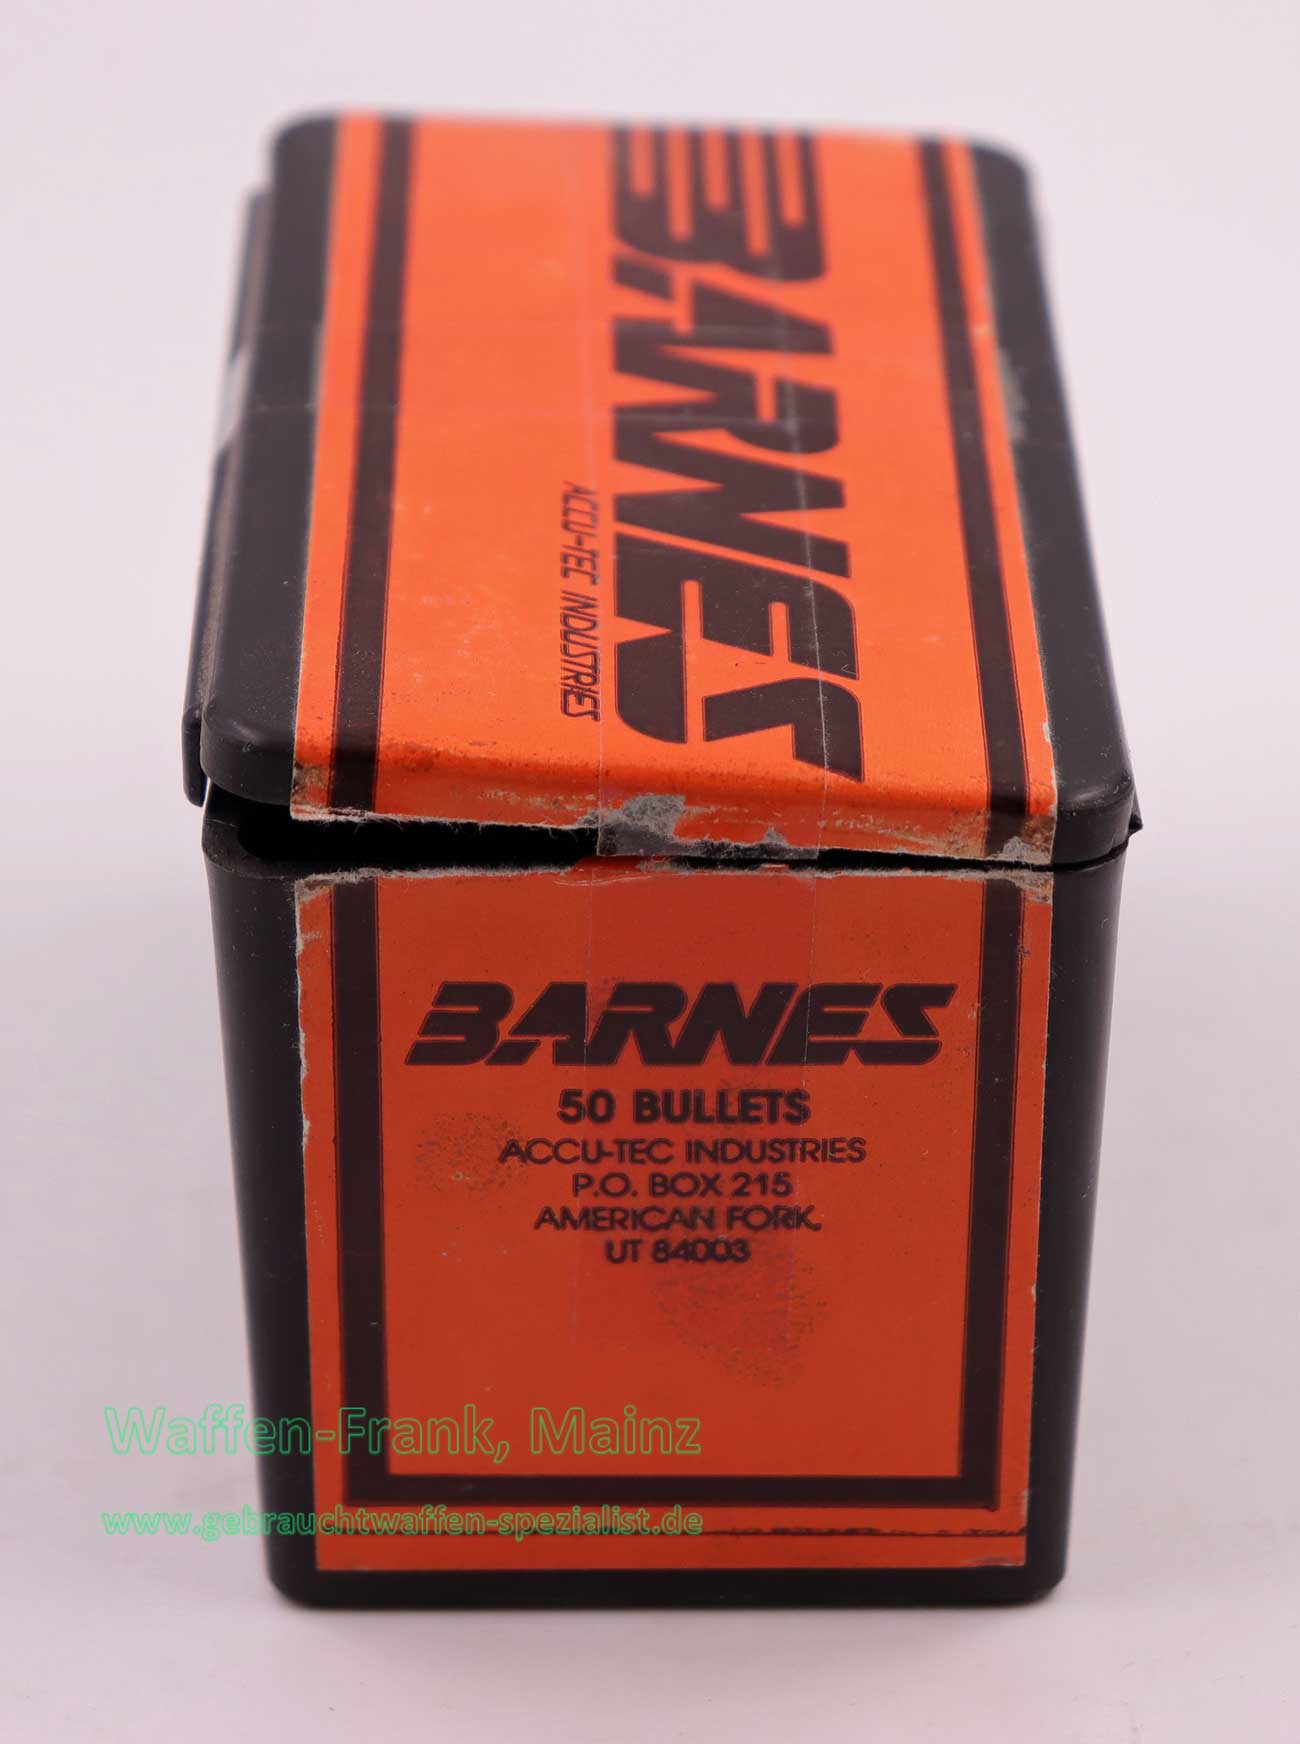 BARNES
ACCU-TEC INDUSTRIES
BARNES
50 BULLETS
ACCU-TEC INDUSTRIES
P.O. BOX 215
AMERICAN FORK,
UT 84003
Waffen-Frank, Mainz
www.gebrauchtwaffen-spezialist.de